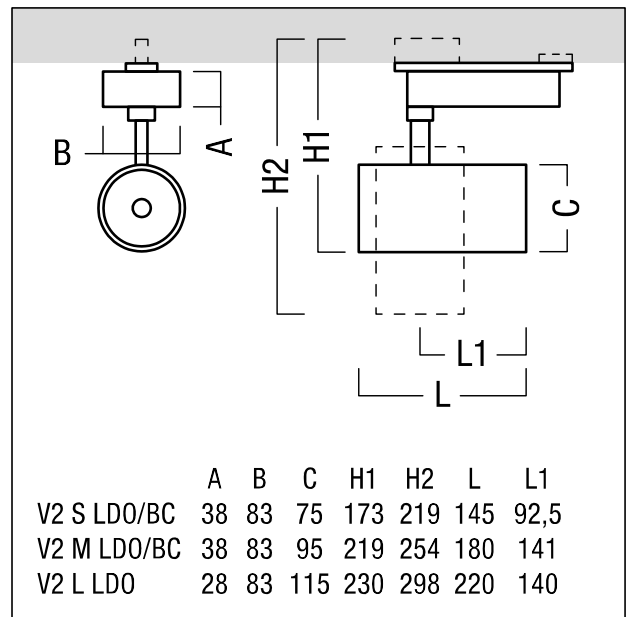 B
A
H2
H1
C
L1
L
A B C H1 H2 L L1
V2 S LDO/BC 38 83 75 173 219 145 92,5
V2 M LDO/BC 38 83 95 219 254 180 141
V2 L LDO 28 83 115 230 298 220 140